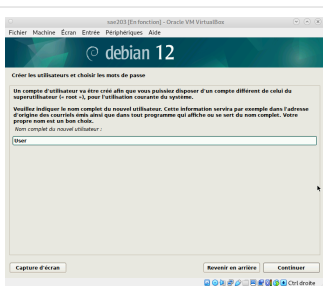 sae203 [En fonction] - Oracle VM VirtualBox
Fichier Machine Écran Entrée Périphériques Aide
debian 12
Créer les utilisateurs et choisir les mots de passe
Un compte d'utilisateur va être créé afin que vous puissiez disposer d'un compte différent de celui du
superutilisateur (« root »), pour l'utilisation courante du système.
Veuillez indiquer le nom complet du nouvel utilisateur. Cette information servira par exemple dans l'adresse
d'origine des courriels émis ainsi que dans tout programme qui affiche ou se sert du nom complet. Votre
propre nom est un bon choix.
Nom complet du nouvel utilisateur :
User
Capture d'écran
Revenir en arrière
Continuer
Ctrl droite